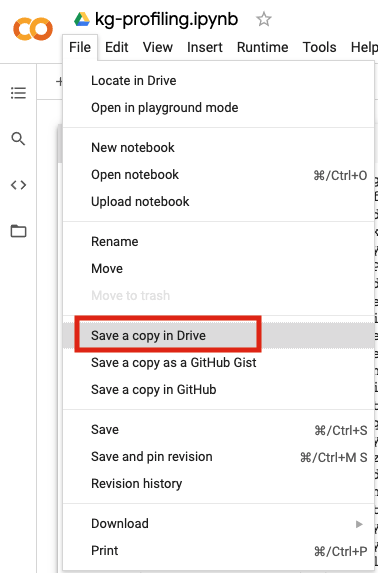 kg-profiling.ipynb
File Edit View Insert Runtime Tools Help
Locate in Drive
Open in playground mode
New notebook
Open notebook ⌘/Ctrl+O
Upload notebook
Rename
Move
Move to trash
Save a copy in Drive
Save a copy as a GitHub Gist
Save a copy in GitHub
Save ⌘/Ctrl+S
Save and pin revision ⌘/Ctrl+M S
Revision history
Download
Print ⌘/Ctrl+P